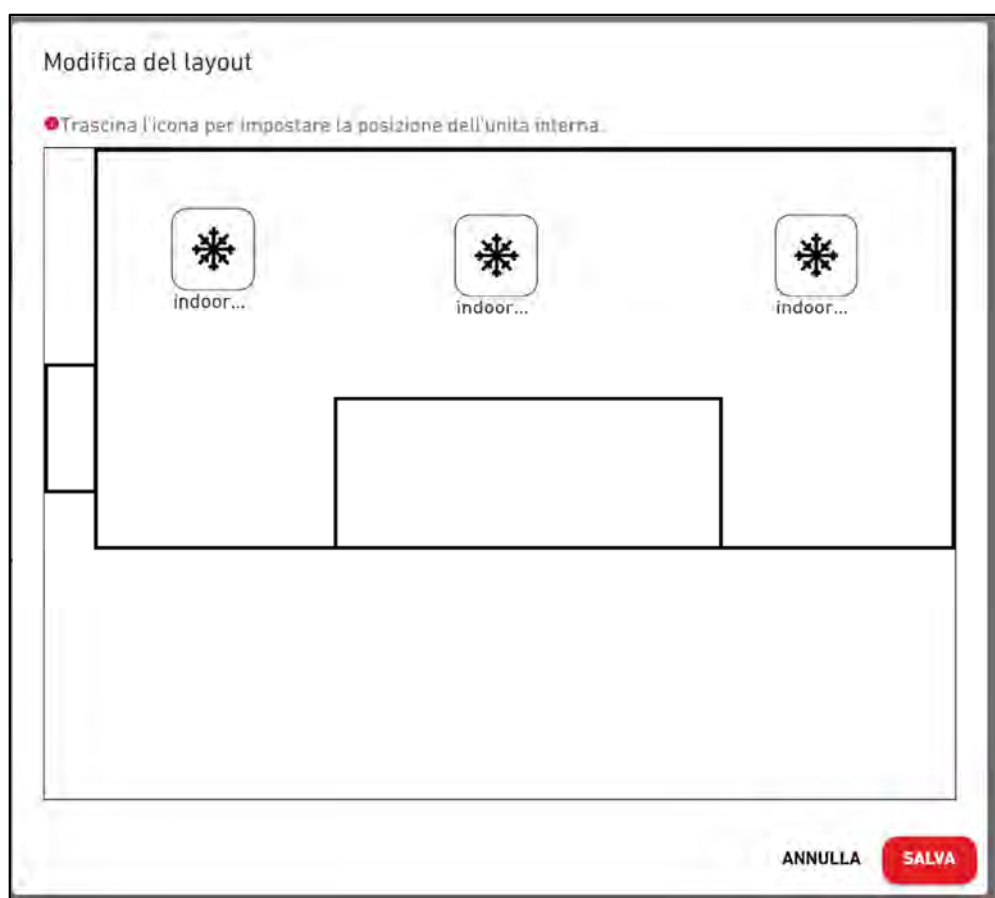 Modifica del layout
Trascina l'icona per impostare la posizione dell'unità interna.
indoor...
indoor...
indoor...
ANNULLA
SALVA